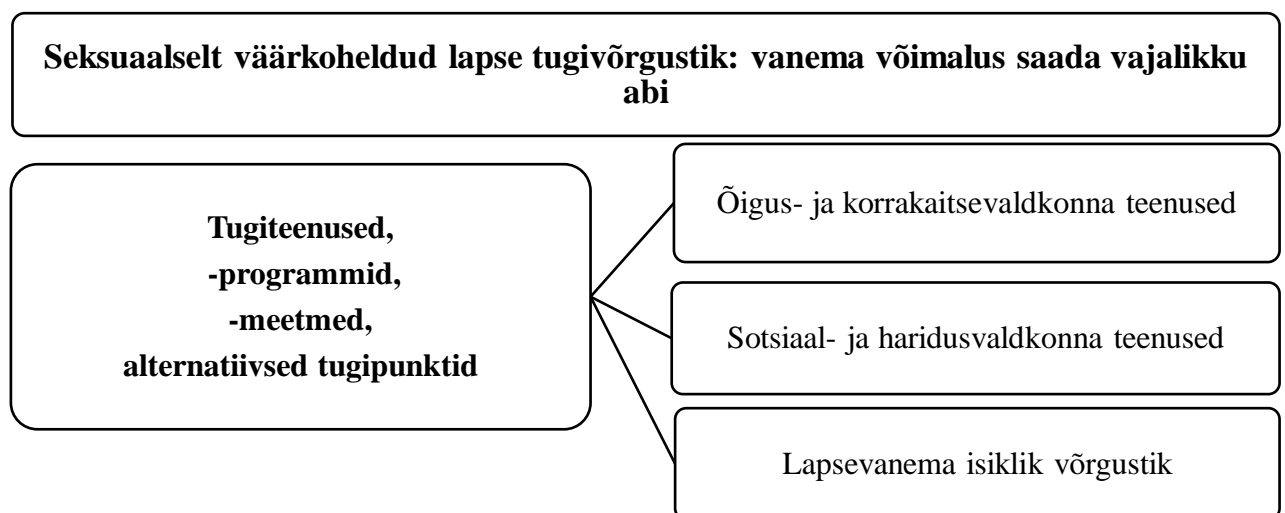 Seksuaalselt väärkoheldud lapse tugivõrgustik: vanema võimalus saada vajalikku
abi
Tugiteenused,
-programmid,
-meetmed,
alternatiivsed tugipunktid
Õigus- ja korrakaitsevaldkonna teenused
Sotsiaal- ja haridusvaldkonna teenused
Lapsevanema isiklik võrgustik